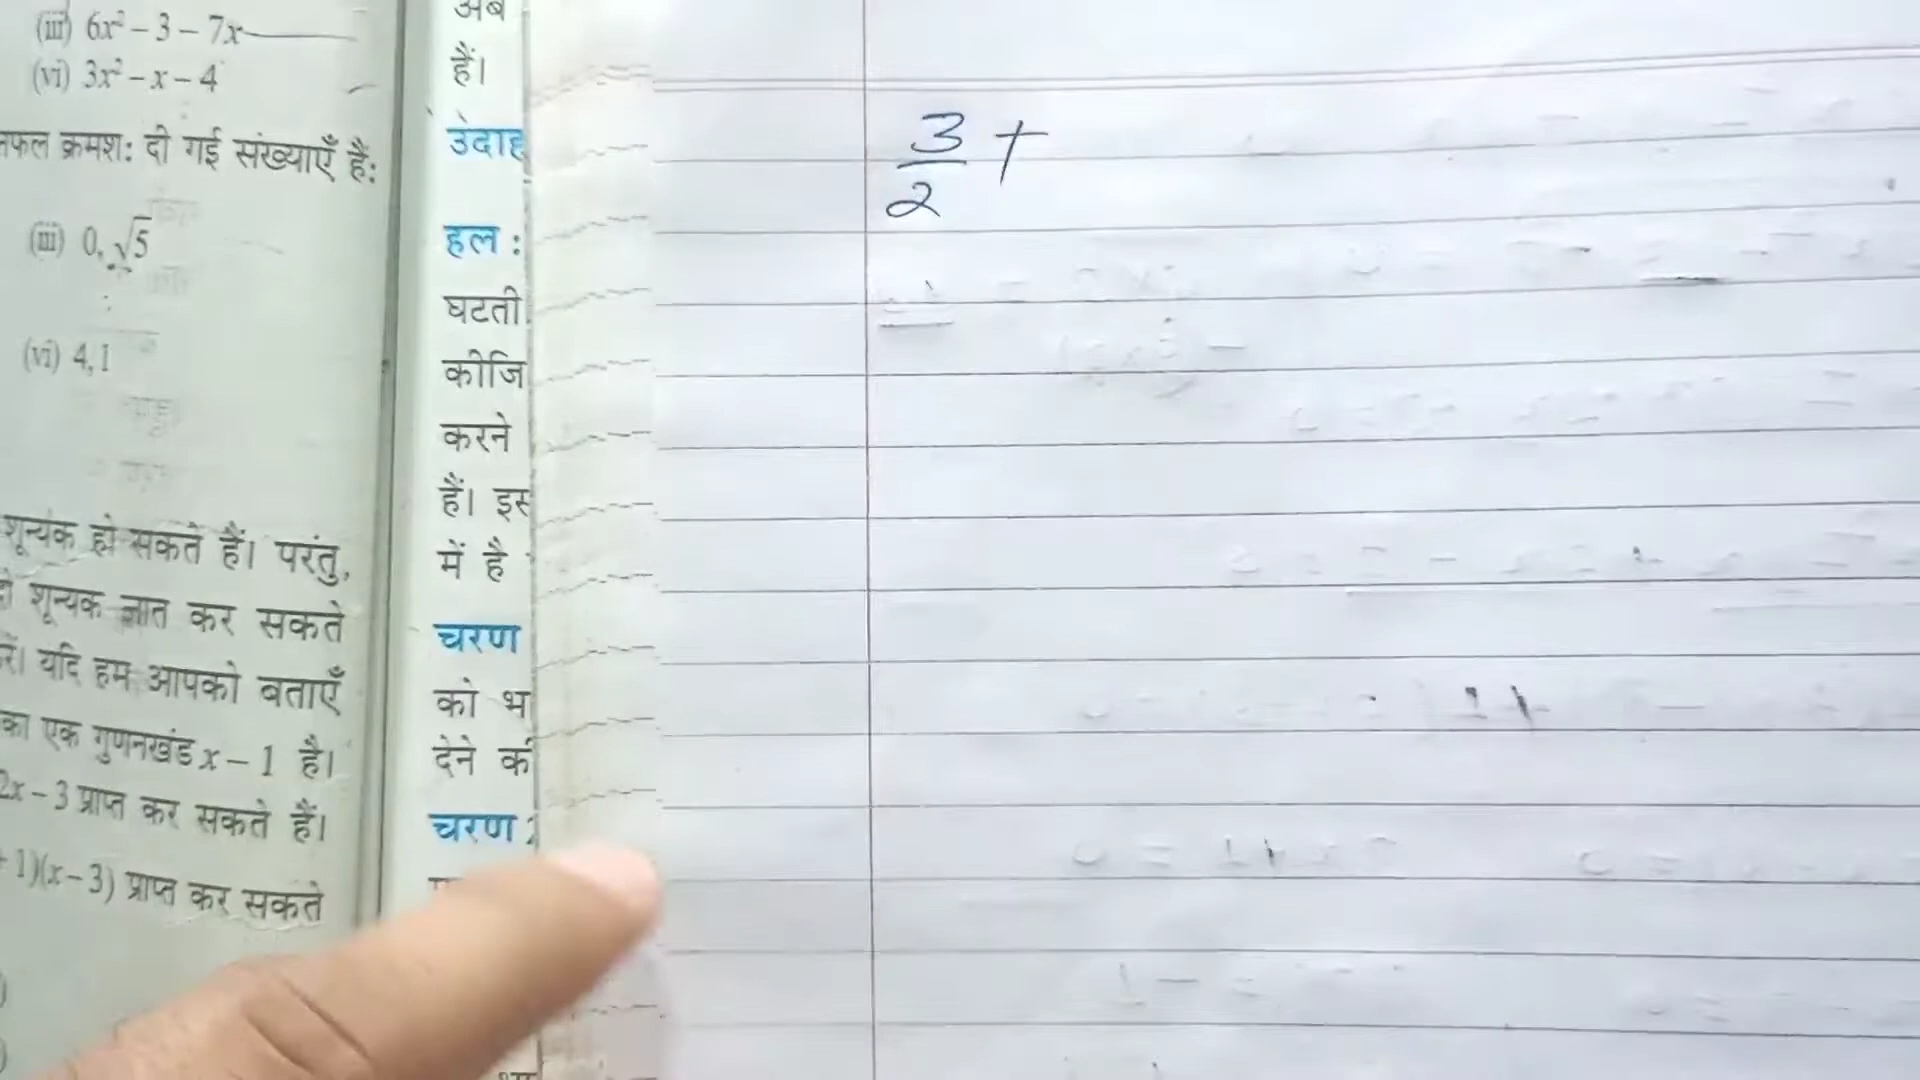 (iii) 6x² – 3 – 7x
(vi) 3x² – x – 4
क्रमश: दी गई संख्याएँ हैं:
(iii) 0, √5
(vi) 4, 1
शून्यक हो सकते हैं। परंतु,
शून्यक ज्ञात कर सकते
यदि हम आपको बताएँ
का एक गुणनखंड x – 1 है।
2x – 3 प्राप्त कर सकते हैं।
+ 1)(x – 3) प्राप्त कर सकते
अब
हैं।
उदाह
हल :
घटती
कीजि
करने
हैं। इस
में है
चरण
को भ
देने की
चरण
3/2 +